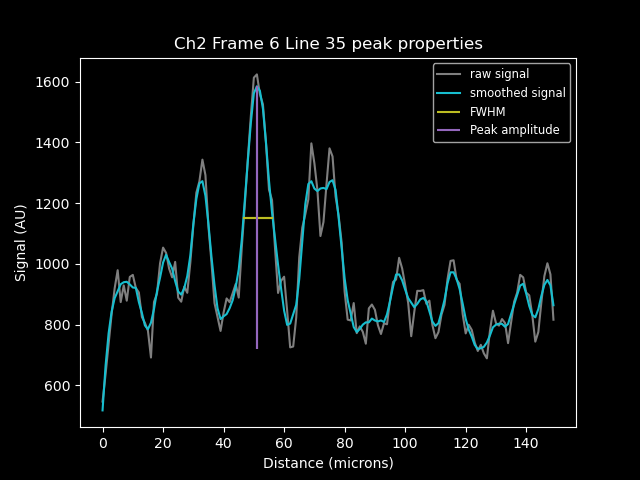 Ch2 Frame 6 Line 35 peak properties
raw signal
smoothed signal
FWHM
Peak amplitude
Signal (AU)
1600
1400
1200
1000
800
600
0 20 40 60 80 100 120 140
Distance (microns)